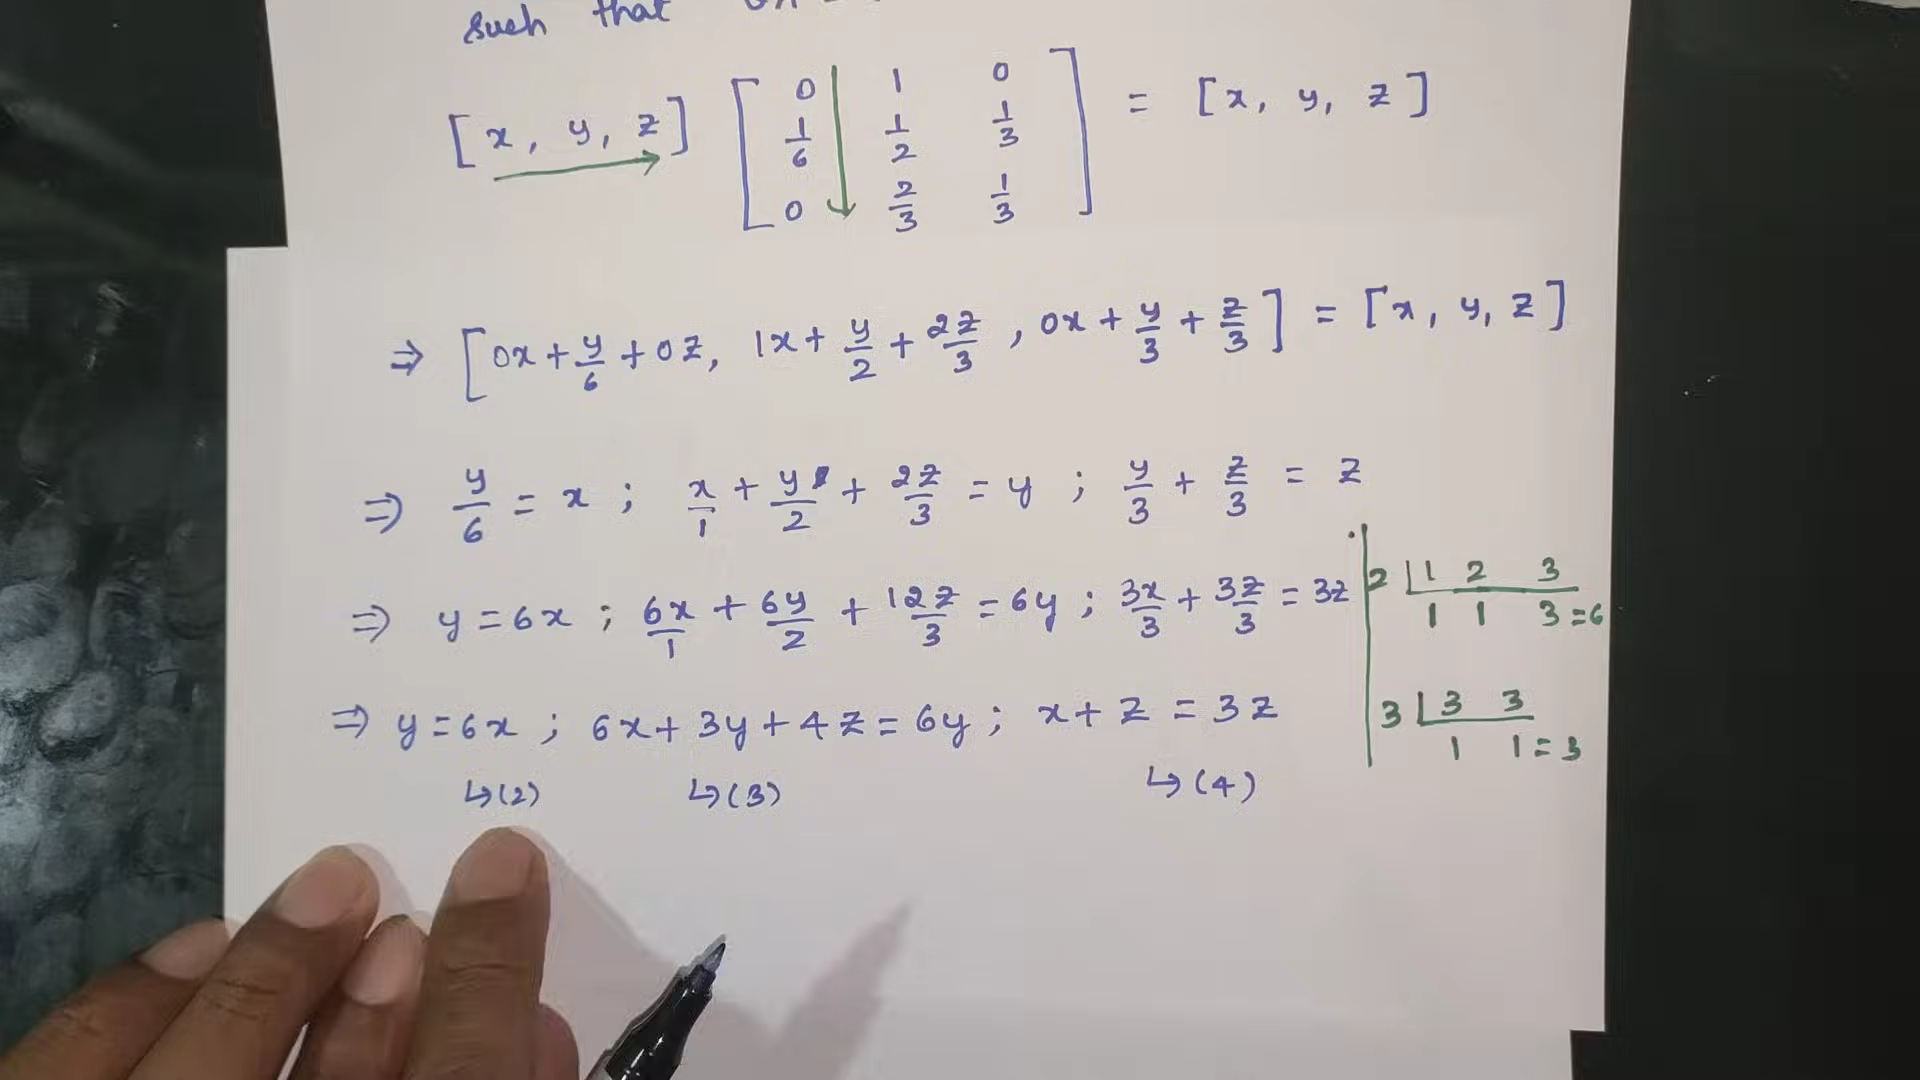 such that
[x, y, z] [0 1 0 = [x, y, z]
1/6 1/2 1/3
0 2/3 1/3]
⇒ [0x + y/6 + 0z, 1x + y/2 + 2z/3, 0x + y/3 + z/3] = [x, y, z]
⇒ y/6 = x ; x/1 + y/2 + 2z/3 = y ; y/3 + z/3 = z
⇒ y = 6x ; 6x/1 + 6y/2 + 12z/3 = 6y ; 3x/3 + 3z/3 = 3z
⇒ y = 6x ; 6x + 3y + 4z = 6y ; x + z = 3z
↳(2) ↳(3) ↳(4)
2 | 1 2 3
1 1 3 = 6
3 | 3 3
1 1 = 3